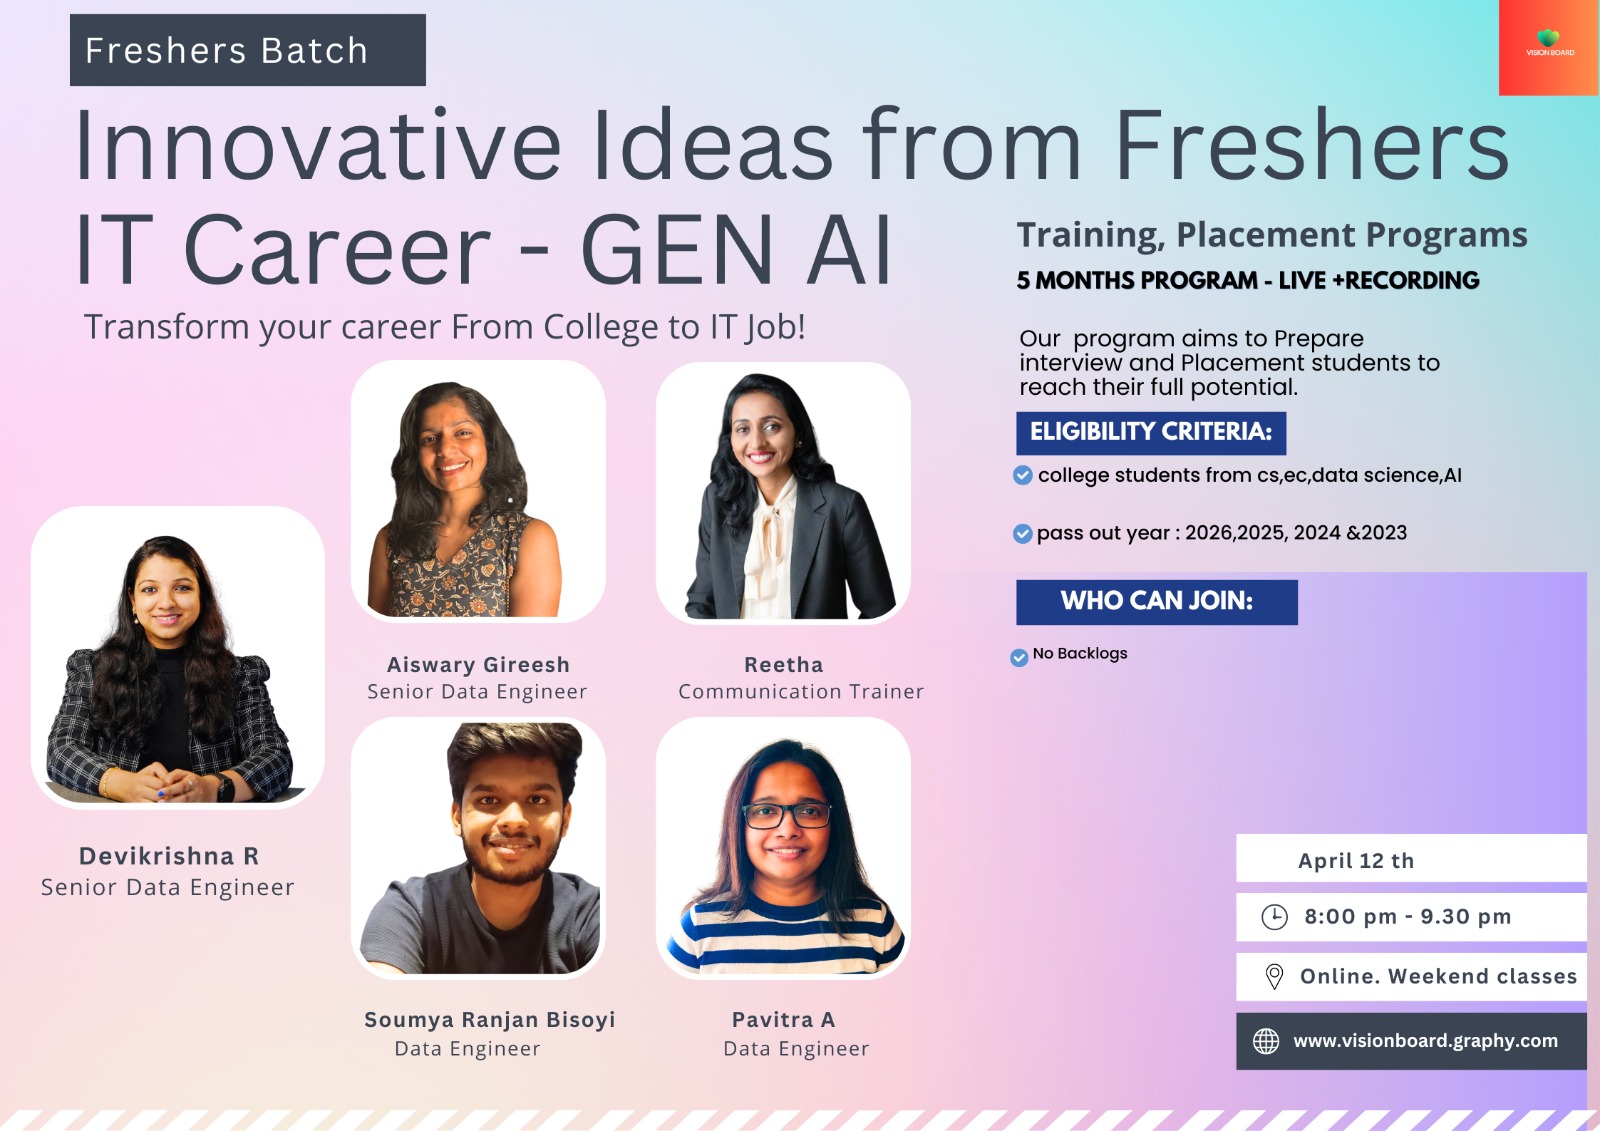 Freshers Batch
VISION BOARD
Innovative Ideas from Freshers
IT Career - GEN AI
Transform your career From College to IT Job!
Training, Placement Programs
5 MONTHS PROGRAM - LIVE +RECORDING
Our  program aims to Prepare
interview and Placement students to
reach their full potential.
ELIGIBILITY CRITERIA:
college students from cs,ec,data science,AI
pass out year : 2026,2025, 2024 &2023
WHO CAN JOIN:
No Backlogs
Devikrishna R
Senior Data Engineer
Aiswary Gireesh
Senior Data Engineer
Reetha
Communication Trainer
Soumya Ranjan Bisoyi
Data Engineer
Pavitra A
Data Engineer
April 12 th
8:00 pm - 9.30 pm
Online. Weekend classes
www.visionboard.graphy.com